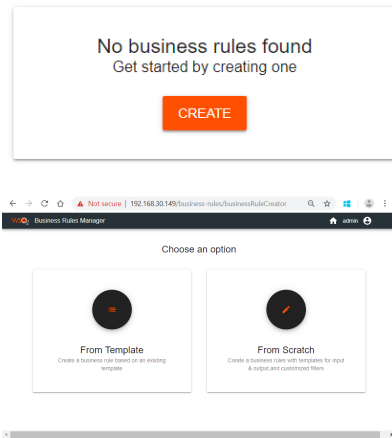 No business rules found
Get started by creating one
CREATE
Not secure | 192.168.30.149/business-rules/businessRuleCreator
WSO2 Business Rules Manager admin
Choose an option
From Template
Create a business rule based on an existing
template
From Scratch
Create a business rules with templates for input
& output,and customized filters